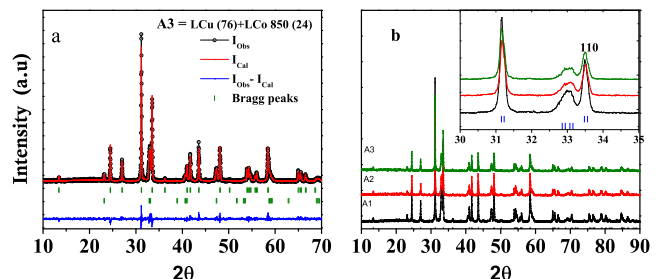 A3 = LCu (76)+LCo 850 (24)
a
I_Obs
I_Cal
I_Obs - I_Cal
Bragg peaks
Intensity (a.u)
10 20 30 40 50 60 70
2θ
b
110
30 31 32 33 34 35
A3
A2
A1
10 20 30 40 50 60 70 80 90
2θ